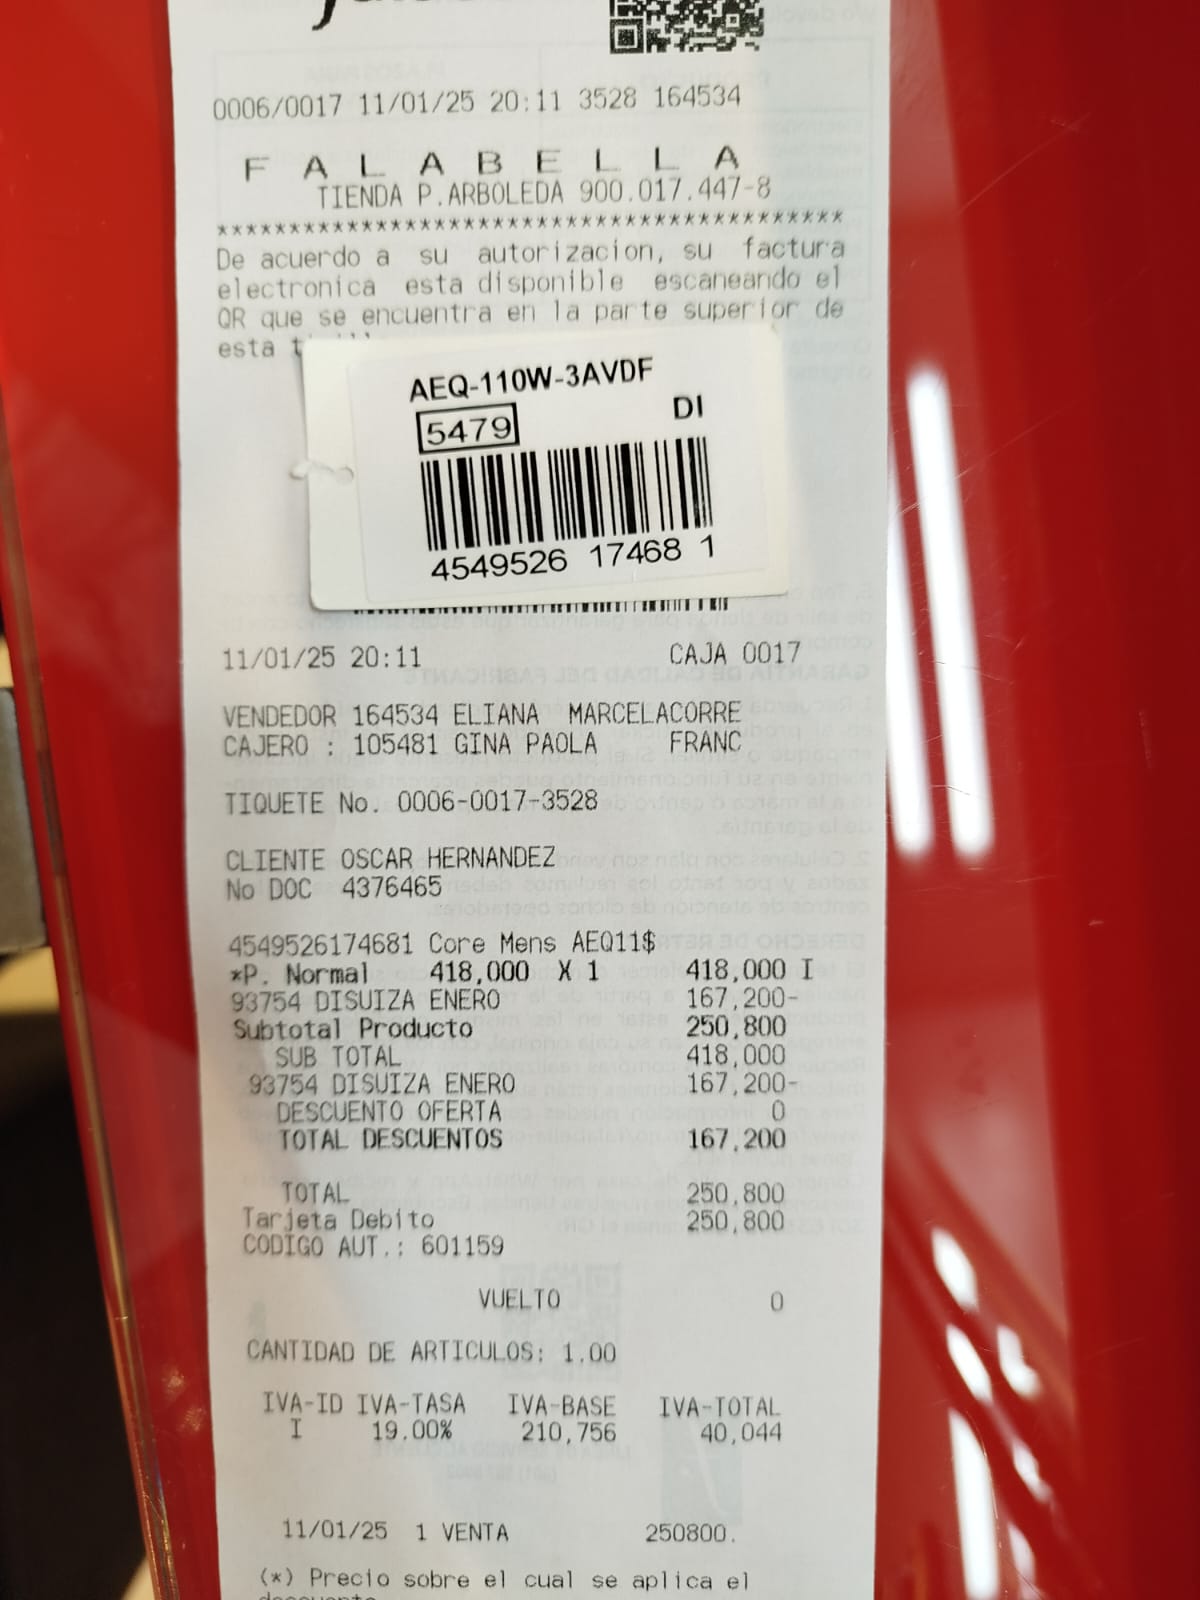 0006/0017 11/01/25 20:11 3528 164534
F A L A B E L L A
TIENDA P.ARBOLEDA 900.017.447-8
*******************************************
De acuerdo a su autorizacion, su factura
electronica esta disponible escaneando el
QR que se encuentra en la parte superior de
esta
AEQ-110W-3AVDF
5479 DI
4549526 17468 1
11/01/25 20:11 CAJA 0017
VENDEDOR 164534 ELIANA MARCELACORRE
CAJERO : 105481 GINA PAOLA FRANC
TIQUETE No. 0006-0017-3528
CLIENTE OSCAR HERNANDEZ
No DOC 4376465
4549526174681 Core Mens AEQ11$
*P. Normal 418,000 X 1 418,000 I
93754 DISUIZA ENERO 167,200-
Subtotal Producto 250,800
SUB TOTAL 418,000
93754 DISUIZA ENERO 167,200-
DESCUENTO OFERTA 0
TOTAL DESCUENTOS 167,200
TOTAL 250,800
Tarjeta Debito 250,800
CODIGO AUT.: 601159
VUELTO 0
CANTIDAD DE ARTICULOS: 1.00
IVA-ID IVA-TASA IVA-BASE IVA-TOTAL
I 19.00% 210,756 40,044
11/01/25 1 VENTA 250800.
(*) Precio sobre el cual se aplica el